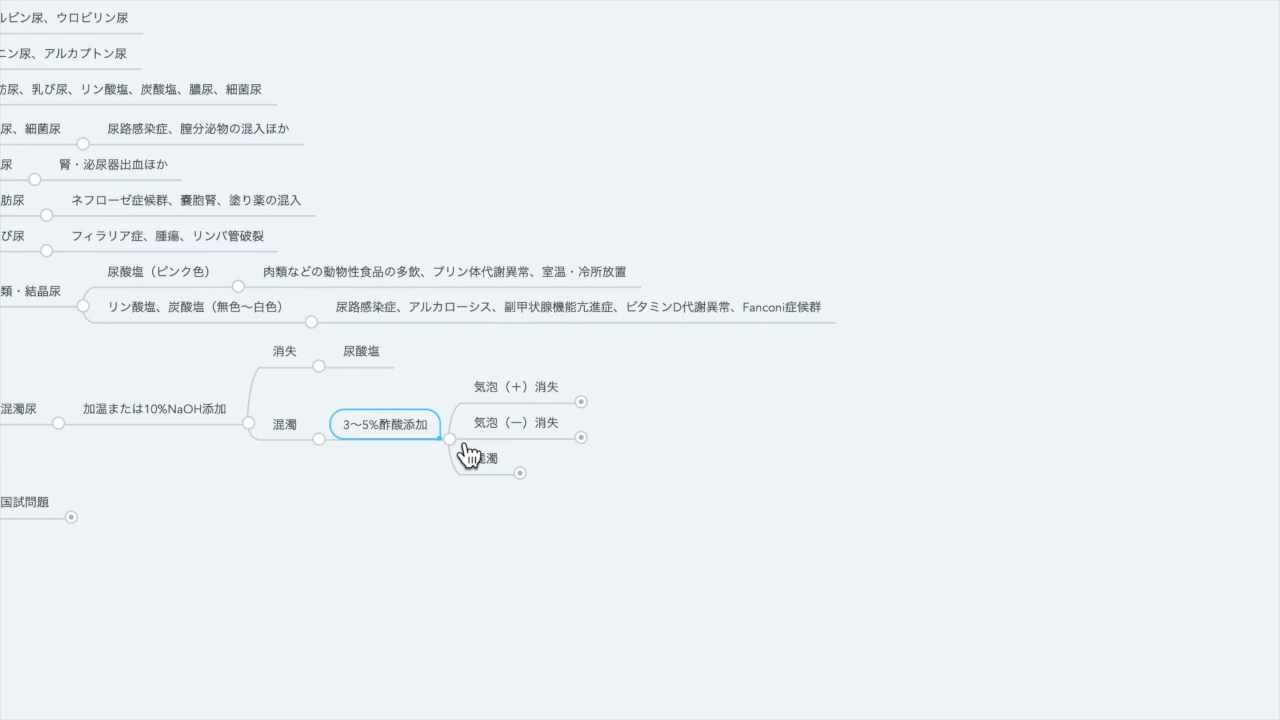 ルビン尿、ウロビリン尿
ニン尿、アルカプトン尿
肪尿、乳び尿、リン酸塩、炭酸塩、膿尿、細菌尿
尿、細菌尿
尿路感染症、膣分泌物の混入ほか
尿
腎・泌尿器出血ほか
肪尿
ネフローゼ症候群、嚢胞腎、塗り薬の混入
び尿
フィラリア症、腫瘍、リンパ管破裂
尿酸塩（ピンク色）
肉類などの動物性食品の多飲、プリン体代謝異常、室温・冷所放置
類・結晶尿
リン酸塩、炭酸塩（無色〜白色）
尿路感染症、アルカローシス、副甲状腺機能亢進症、ビタミンD代謝異常、Fanconi症候群
消失
尿酸塩
気泡（＋）消失
混濁尿
加温または10%NaOH添加
混濁
3〜5%酢酸添加
気泡（ー）消失
混濁
国試問題